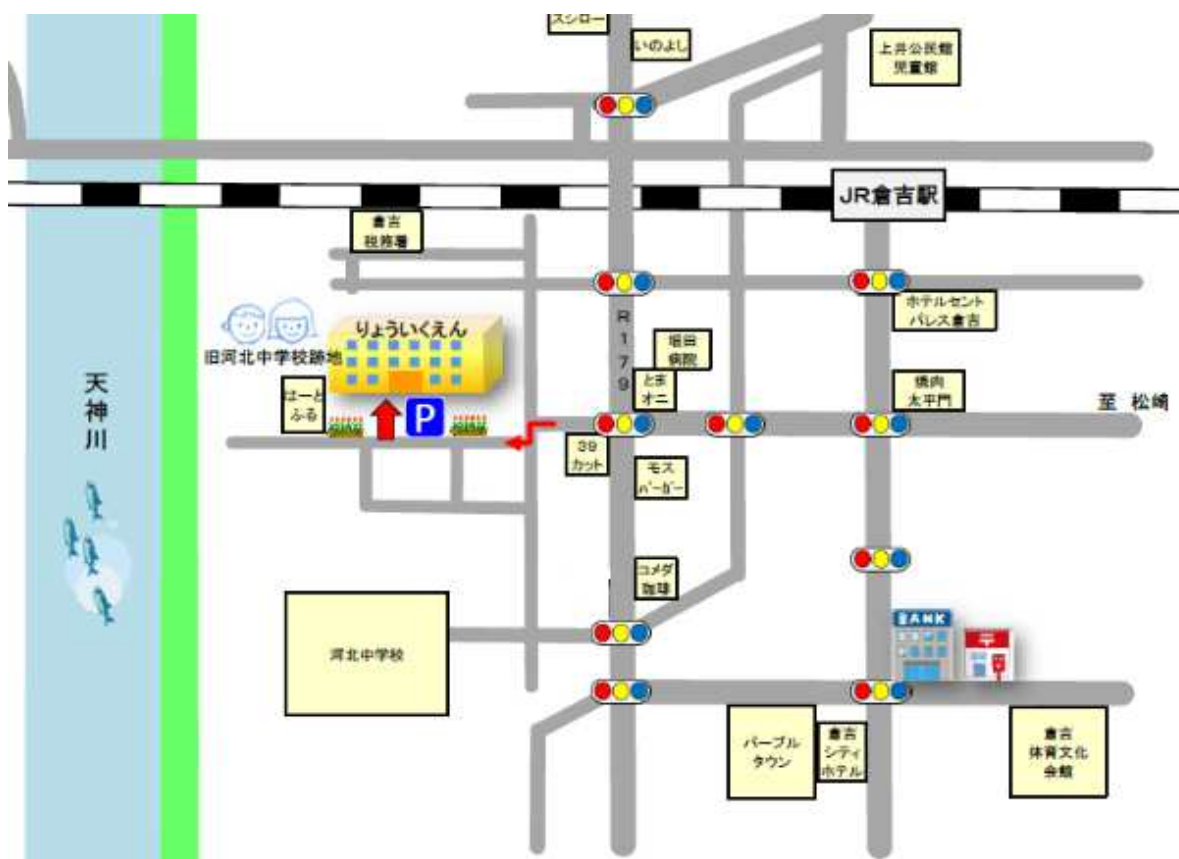 スシロー
いのよし
上井公民館
児童館
JR倉吉駅
倉吉
税務署
ホテルセント
パレス倉吉
R179
垣田
病院
りょういくえん
旧河北中学校跡地
とま
オニ
焼肉
太平門
至 松崎
はーと
ふる
P
天神川
39
カット
モス
バーガー
コメダ
珈琲
BANK
〒
河北中学校
パープル
タウン
倉吉
シティ
ホテル
倉吉
体育文化
会館